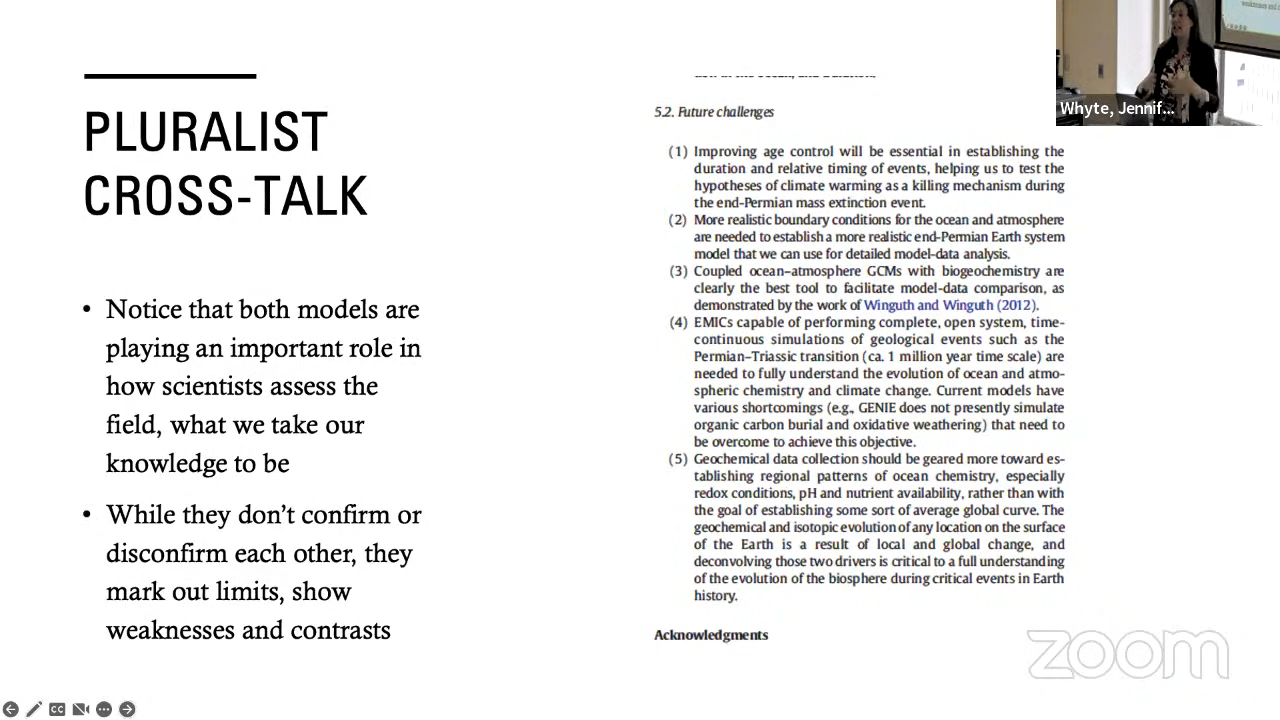 PLURALIST
CROSS-TALK
• Notice that both models are
playing an important role in
how scientists assess the
field, what we take our
knowledge to be
• While they don’t confirm or
disconfirm each other, they
mark out limits, show
weaknesses and contrasts
5.2. Future challenges
(1) Improving age control will be essential in establishing the
duration and relative timing of events, helping us to test the
hypotheses of climate warming as a killing mechanism during
the end-Permian mass extinction event.
(2) More realistic boundary conditions for the ocean and atmosphere
are needed to establish a more realistic end-Permian Earth system
model that we can use for detailed model-data analysis.
(3) Coupled ocean–atmosphere GCMs with biogeochemistry are
clearly the best tool to facilitate model-data comparison, as
demonstrated by the work of Winguth and Winguth (2012).
(4) EMICs capable of performing complete, open system, time-
continuous simulations of geological events such as the
Permian–Triassic transition (ca. 1 million year time scale) are
needed to fully understand the evolution of ocean and atmo-
spheric chemistry and climate change. Current models have
various shortcomings (e.g., GENIE does not presently simulate
organic carbon burial and oxidative weathering) that need to
be overcome to achieve this objective.
(5) Geochemical data collection should be geared more toward es-
tablishing regional patterns of ocean chemistry, especially
redox conditions, pH and nutrient availability, rather than with
the goal of establishing some sort of average global curve. The
geochemical and isotopic evolution of any location on the surface
of the Earth is a result of local and global change, and
deconvolving those two drivers is critical to a full understanding
of the evolution of the biosphere during critical events in Earth
history.
Acknowledgments
Whyte, Jennif...
CC
zoom